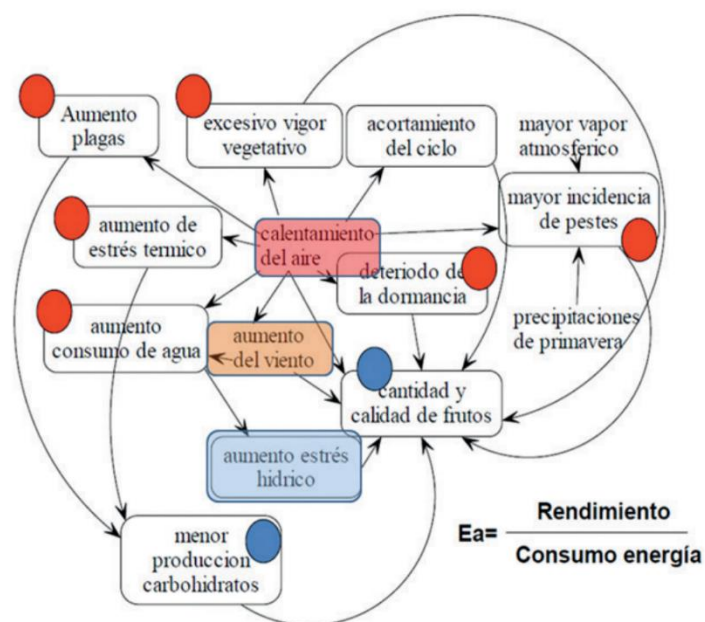 Aumento
plagas
excesivo vigor
vegetativo
acortamiento
del ciclo
mayor vapor
atmosferico
mayor incidencia
de pestes
aumento de
estrés termico
calentamiento
del aire
deteriodo de
la dormancia
aumento
consumo de agua
aumento
del viento
precipitaciones
de primavera
cantidad y
calidad de frutos
aumento estrés
hidrico
menor
produccion
carbohidratos
Ea=
Rendimiento
Consumo energía